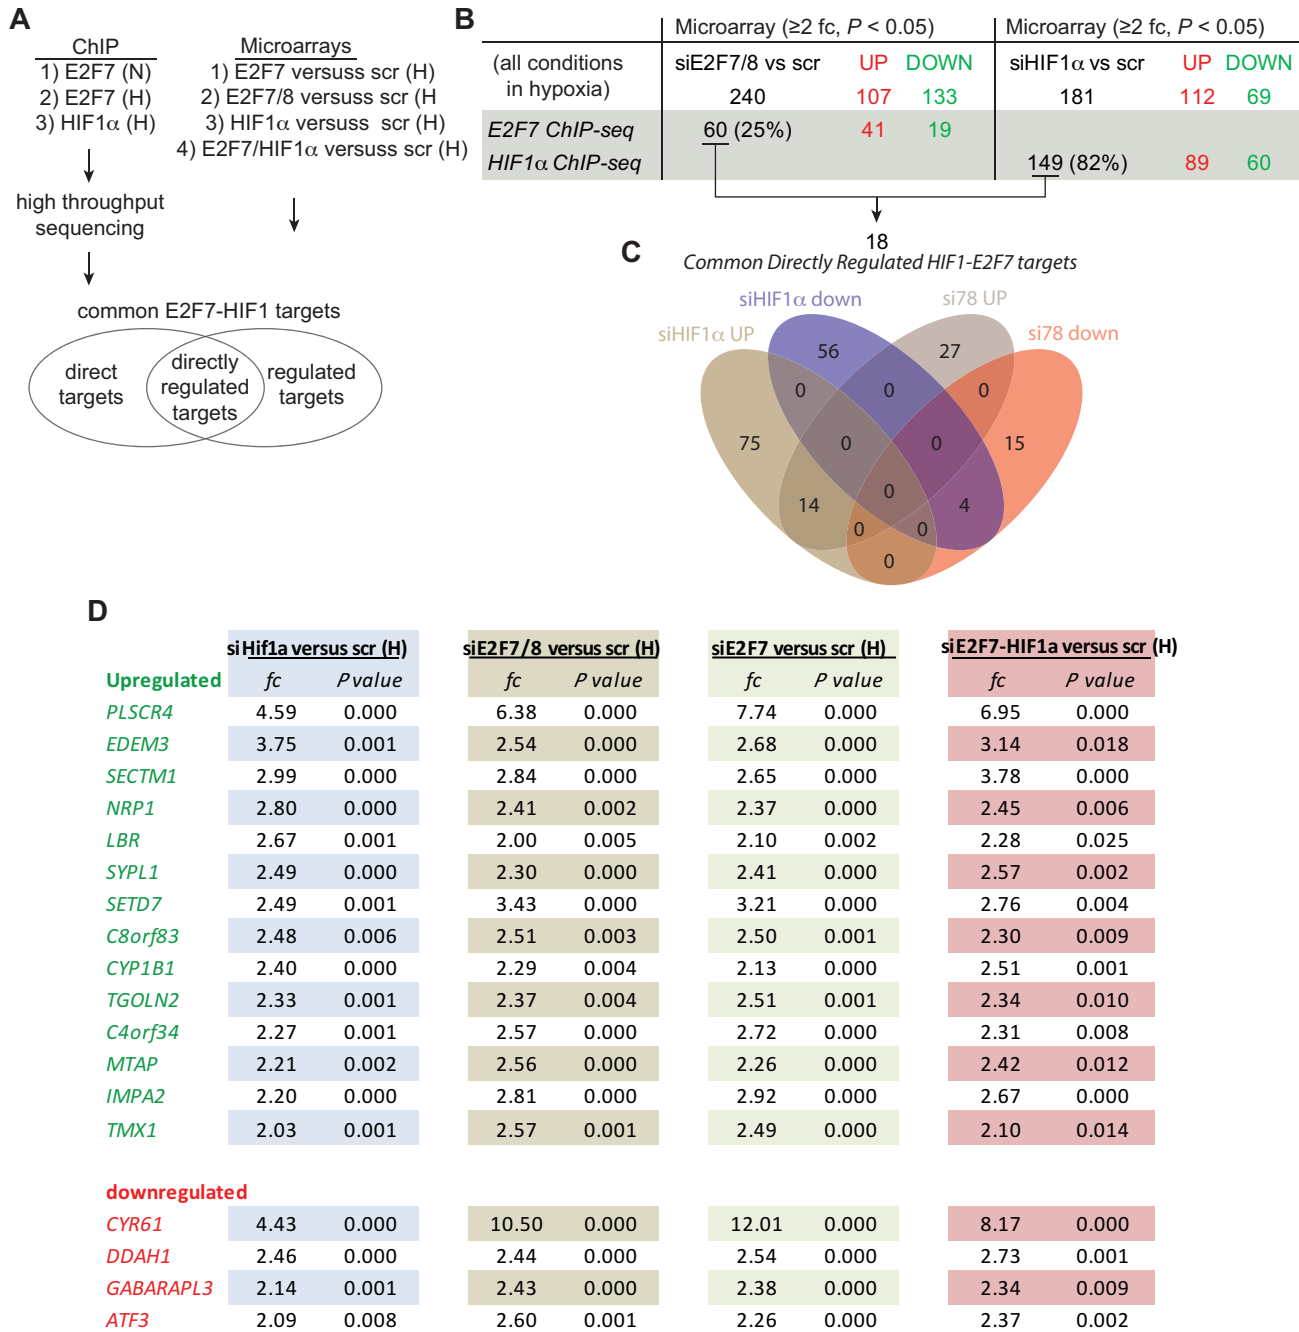 A
ChIP
1) E2F7 (N)
2) E2F7 (H)
3) HIF1α (H)
high throughput
sequencing
Microarrays
1) E2F7 versuss scr (H)
2) E2F7/8 versuss scr (H
3) HIF1α versuss scr (H)
4) E2F7/HIF1α versuss scr (H)
common E2F7-HIF1 targets
direct
targets
directly
regulated
targets
regulated
targets
B
Microarray (≥2 fc, P < 0.05) Microarray (≥2 fc, P < 0.05)
(all conditions siE2F7/8 vs scr UP DOWN siHIF1α vs scr UP DOWN
in hypoxia) 240 107 133 181 112 69
E2F7 ChIP-seq 60 (25%) 41 19
HIF1α ChIP-seq 149 (82%) 89 60
18
C
Common Directly Regulated HIF1-E2F7 targets
siHIF1α down si78 UP
siHIF1α UP si78 down
56 27
0 0 0
75 0 0 15
0
14 4
0 0
0
D
siHif1a versus scr (H) siE2F7/8 versus scr (H) siE2F7 versus scr (H) siE2F7-HIF1a versus scr (H)
Upregulated fc P value fc P value fc P value fc P value
PLSCR4 4.59 0.000 6.38 0.000 7.74 0.000 6.95 0.000
EDEM3 3.75 0.001 2.54 0.000 2.68 0.000 3.14 0.018
SECTM1 2.99 0.000 2.84 0.000 2.65 0.000 3.78 0.000
NRP1 2.80 0.000 2.41 0.002 2.37 0.000 2.45 0.006
LBR 2.67 0.001 2.00 0.005 2.10 0.002 2.28 0.025
SYPL1 2.49 0.000 2.30 0.000 2.41 0.000 2.57 0.002
SETD7 2.49 0.001 3.43 0.000 3.21 0.000 2.76 0.004
C8orf83 2.48 0.006 2.51 0.003 2.50 0.001 2.30 0.009
CYP1B1 2.40 0.000 2.29 0.004 2.13 0.000 2.51 0.001
TGOLN2 2.33 0.001 2.37 0.004 2.51 0.001 2.34 0.010
C4orf34 2.27 0.001 2.57 0.000 2.72 0.000 2.31 0.008
MTAP 2.21 0.002 2.56 0.000 2.26 0.000 2.42 0.012
IMPA2 2.20 0.000 2.81 0.000 2.92 0.000 2.67 0.000
TMX1 2.03 0.001 2.57 0.001 2.49 0.000 2.10 0.014
downregulated
CYR61 4.43 0.000 10.50 0.000 12.01 0.000 8.17 0.000
DDAH1 2.46 0.000 2.44 0.000 2.54 0.000 2.73 0.001
GABARAPL3 2.14 0.001 2.43 0.000 2.38 0.000 2.34 0.009
ATF3 2.09 0.008 2.60 0.001 2.26 0.000 2.37 0.002